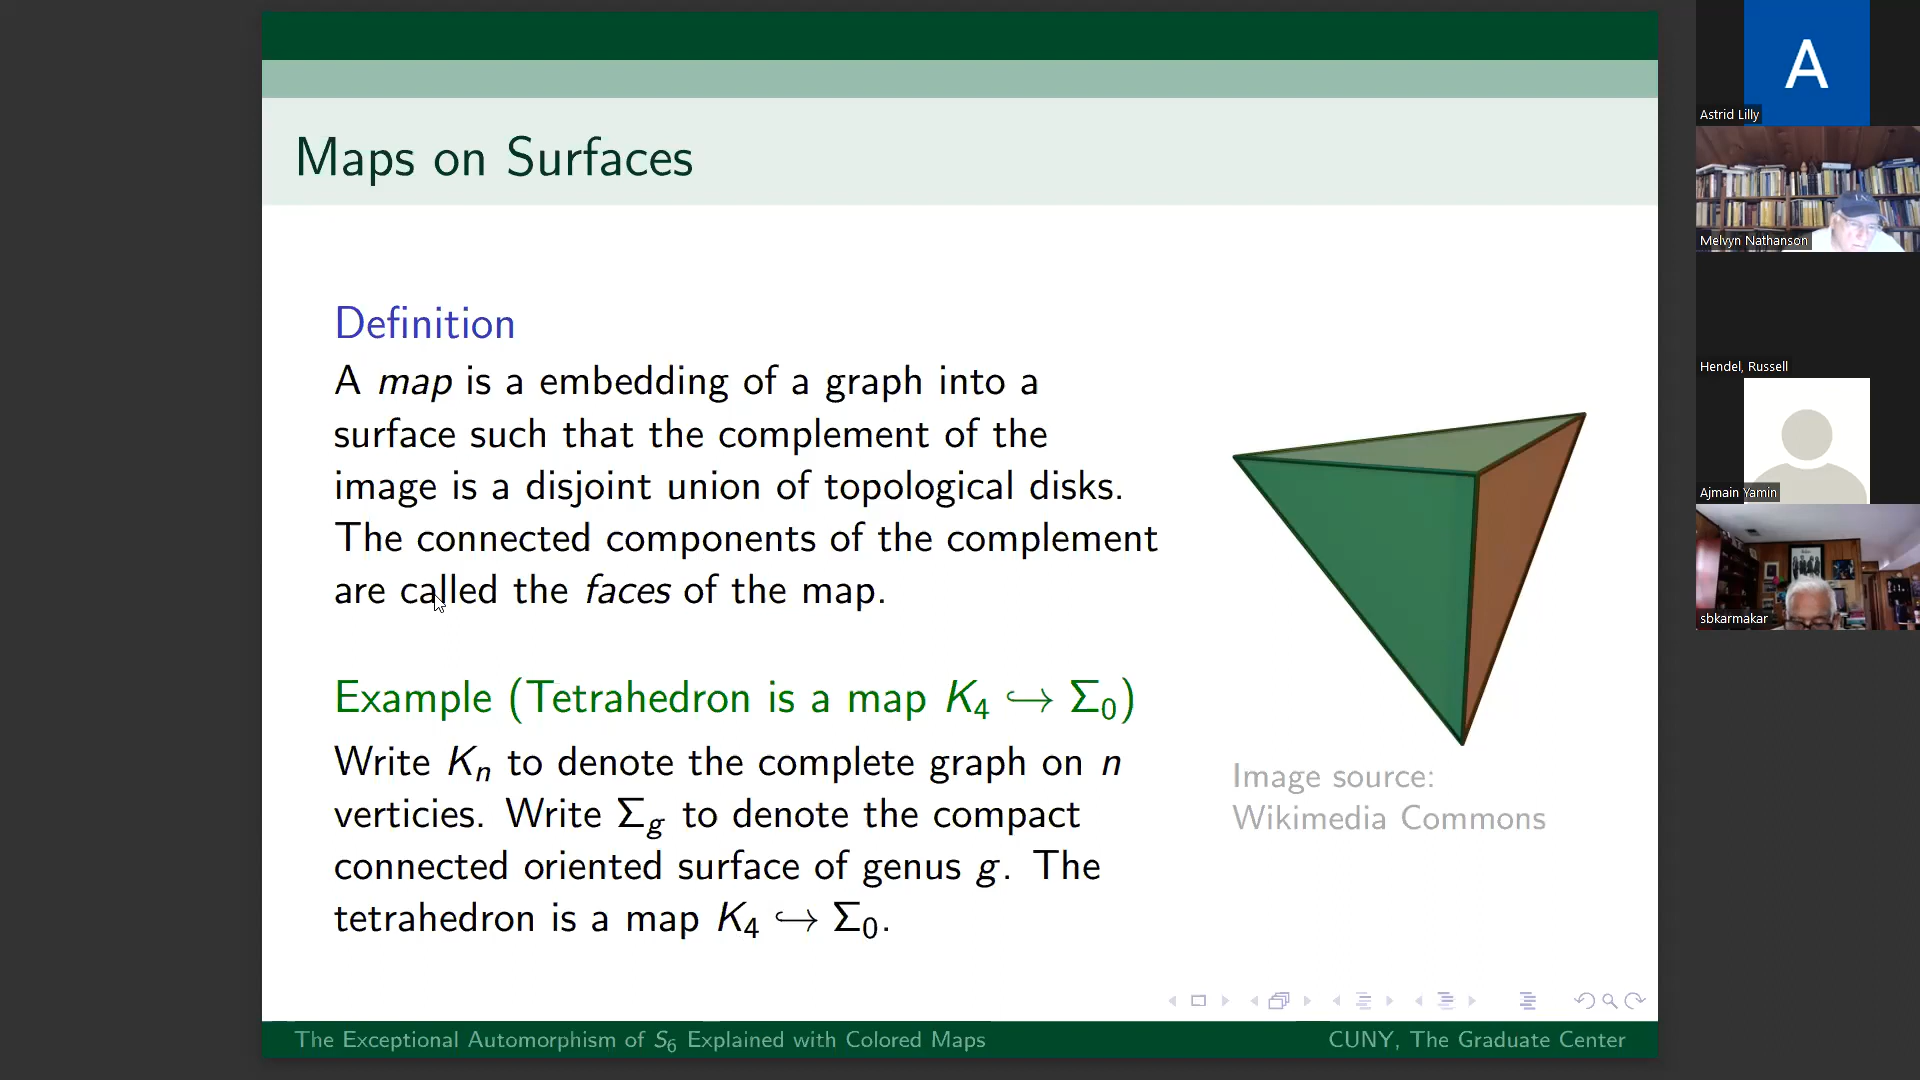 Maps on Surfaces
Definition
A map is a embedding of a graph into a
surface such that the complement of the
image is a disjoint union of topological disks.
The connected components of the complement
are called the faces of the map.
Example (Tetrahedron is a map K₄ ↪ Σ₀)
Write Kₙ to denote the complete graph on n
verticies. Write Σg to denote the compact
connected oriented surface of genus g. The
tetrahedron is a map K₄ ↪ Σ₀.
Image source:
Wikimedia Commons
The Exceptional Automorphism of S₆ Explained with Colored Maps
CUNY, The Graduate Center
A
Astrid Lilly
Melvyn Nathanson
Hendel, Russell
Ajmain Yamin
sbkarmakar